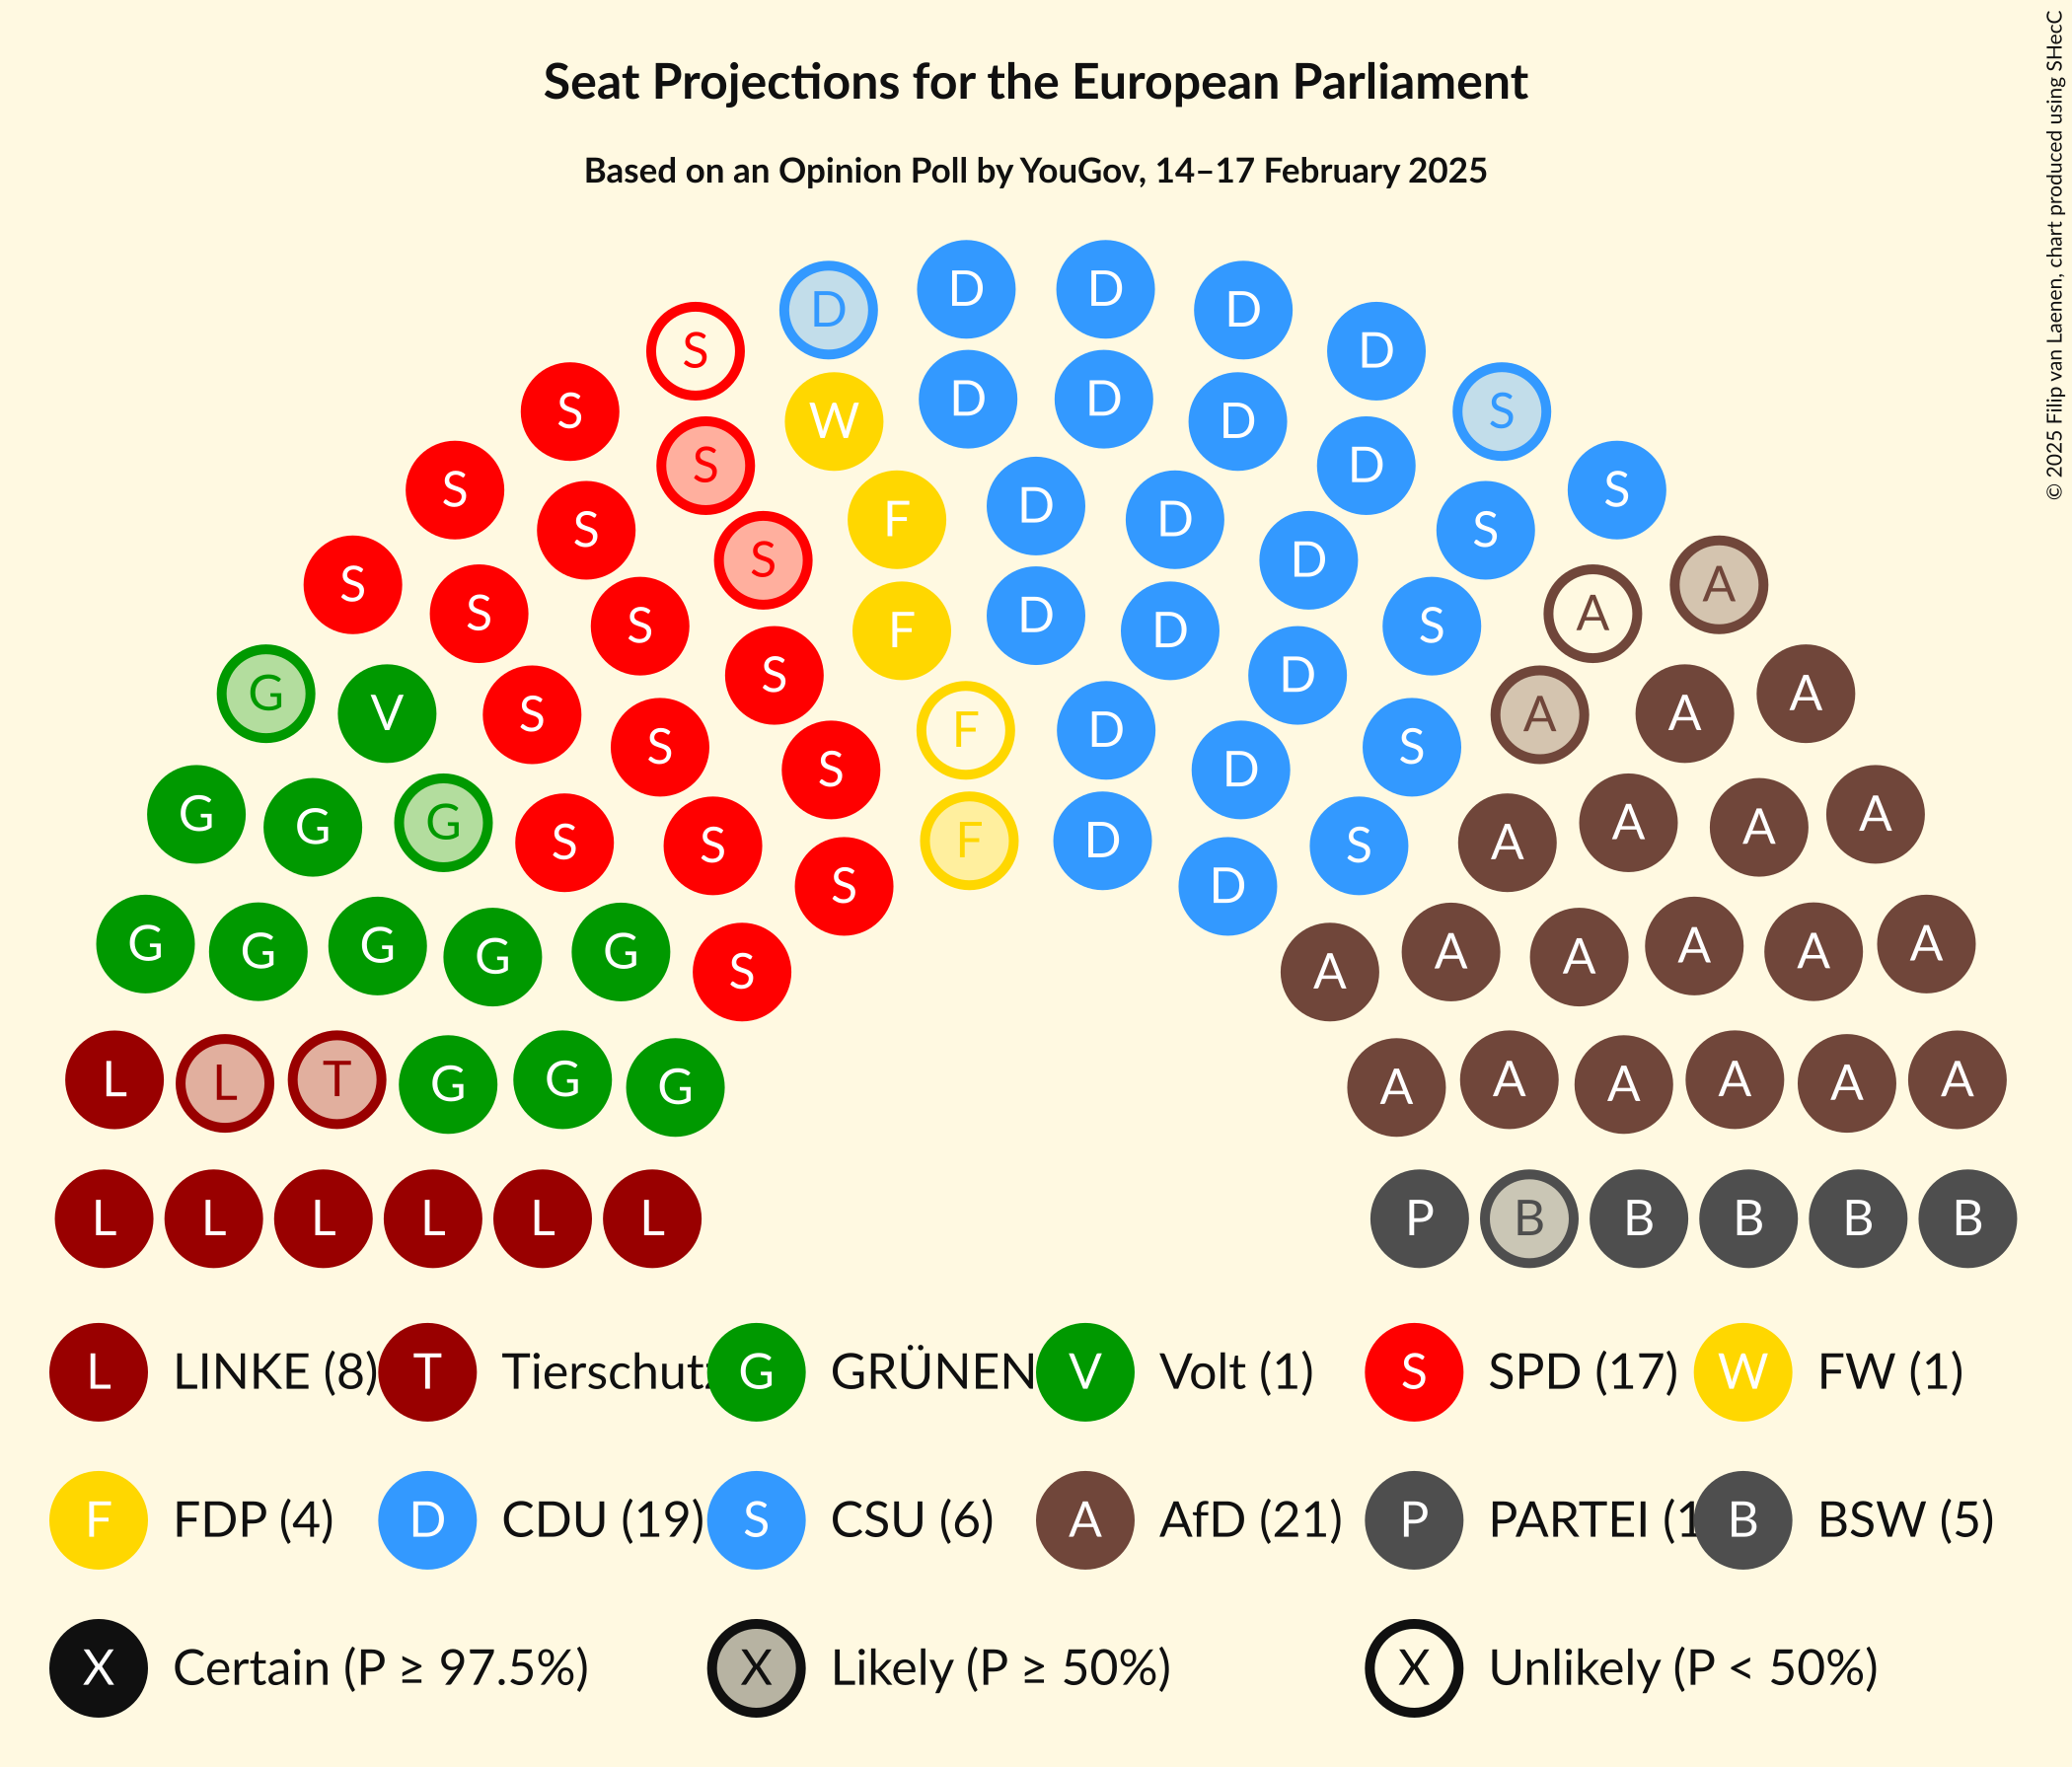 Seat Projections for the European Parliament
Based on an Opinion Poll by YouGov, 14–17 February 2025
© 2025 Filip van Laenen, chart produced using SHecC
D D
D D
S D
S S
D D
W D
S D
S S
D
F D
S S
S D
S A
S A
D
F D
S S
S D
G A
V A
S A
F D
S S
S D
G A
G A
G A
F D
S A
S S
S D
G A
G A
G A
G A
G A
S A
L A
L A
T A
G A
G A
G A
L L L L L L P B B B B B
L LINKE (8) T Tierschutz G GRÜNEN V Volt (1) S SPD (17) W FW (1)
F FDP (4) D CDU (19) S CSU (6) A AfD (21) P PARTEI (1 B BSW (5)
X Certain (P ≥ 97.5%) X Likely (P ≥ 50%) X Unlikely (P < 50%)